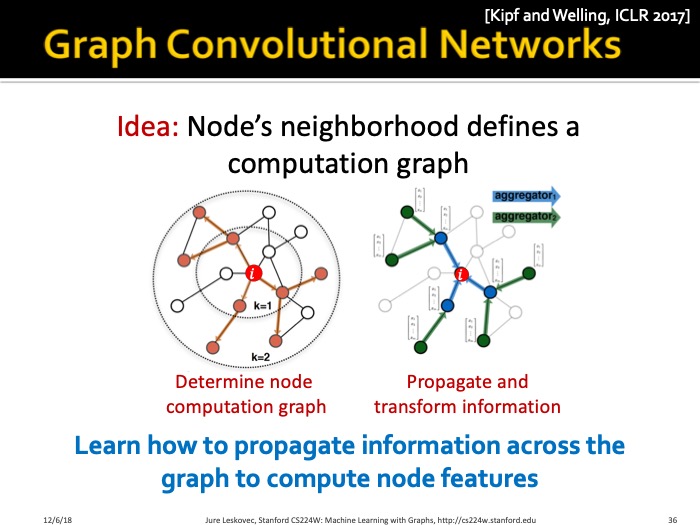 [Kipf and Welling, ICLR 2017]
Graph Convolutional Networks
Idea: Node's neighborhood defines a
computation graph
i
k=1
k=2
aggregator
aggregator
i
Determine node
computation graph
Propagate and
transform information
Learn how to propagate information across the
graph to compute node features
12/6/18
Jure Leskovec, Stanford CS224W: Machine Learning with Graphs, http://cs224w.stanford.edu
36